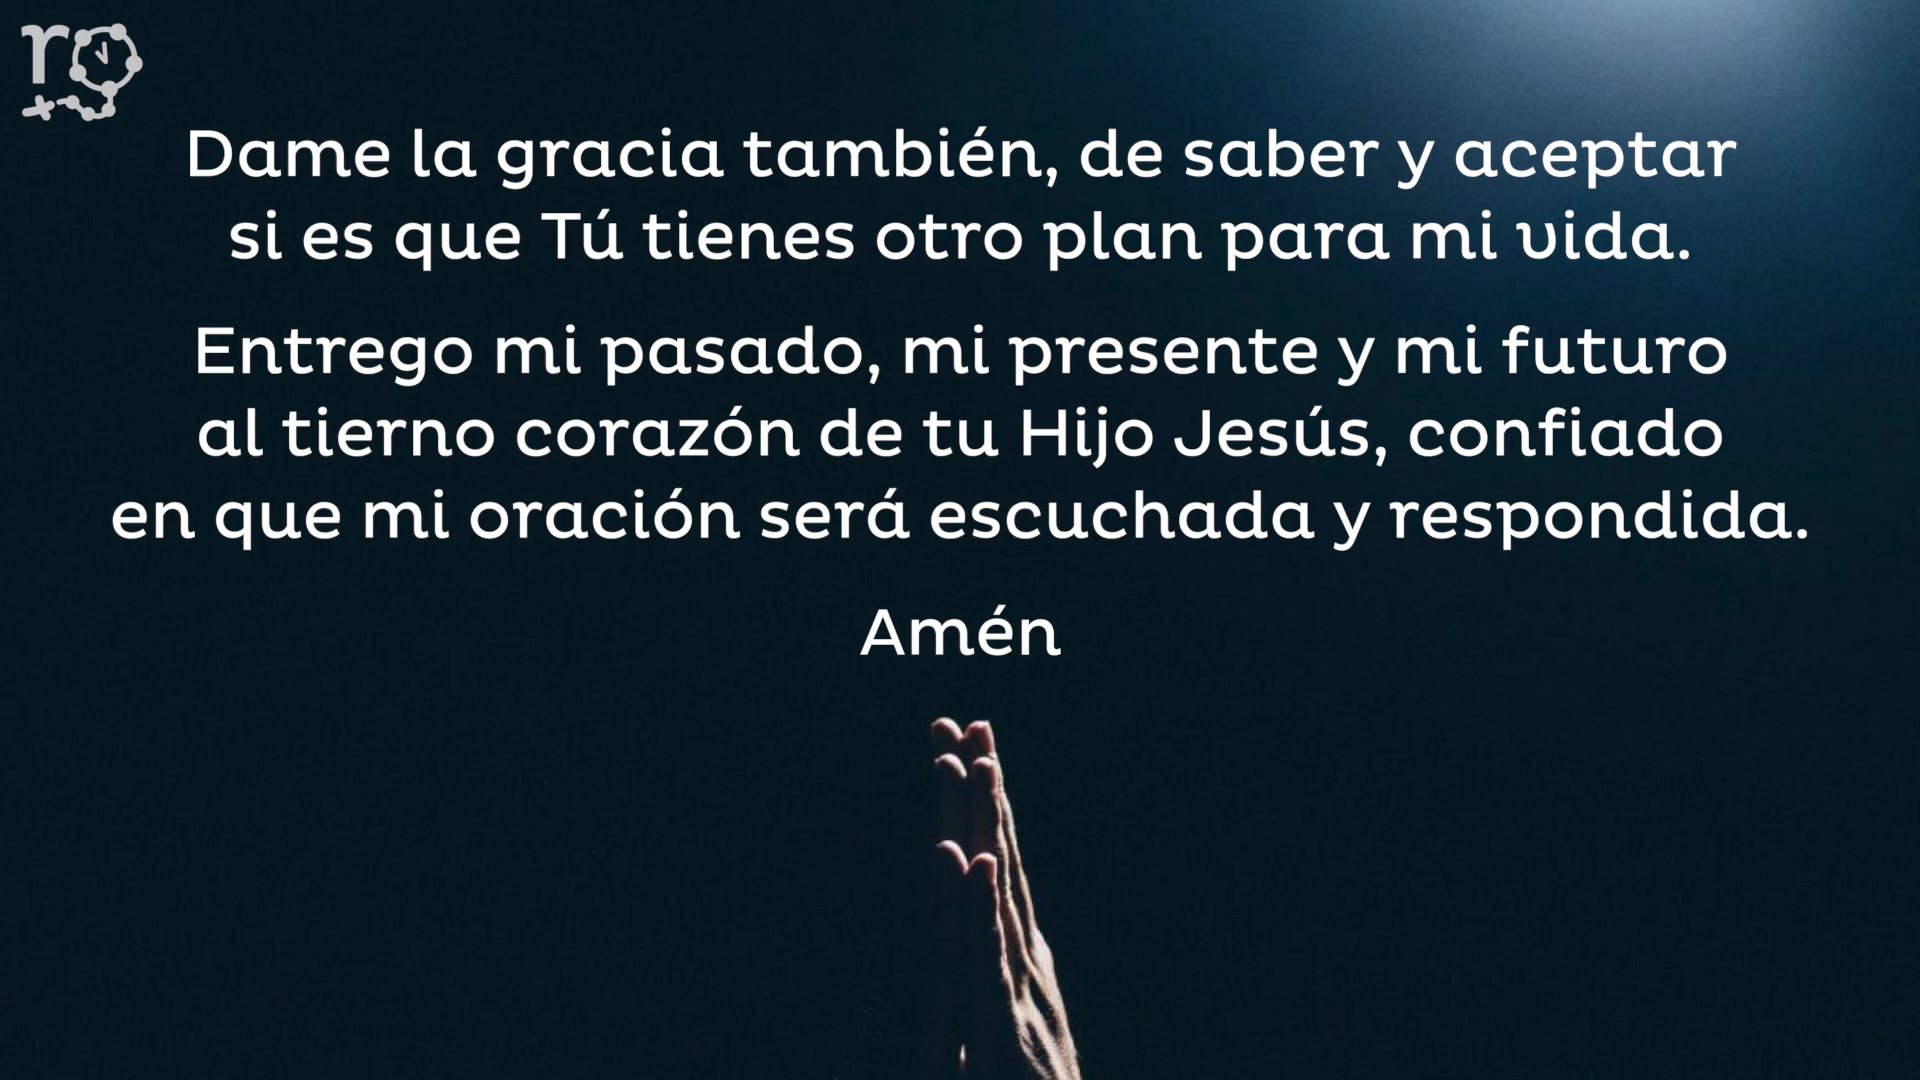 ro
Dame la gracia también, de saber y aceptar
si es que Tú tienes otro plan para mi vida.
Entrego mi pasado, mi presente y mi futuro
al tierno corazón de tu Hijo Jesús, confiado
en que mi oración será escuchada y respondida.
Amén